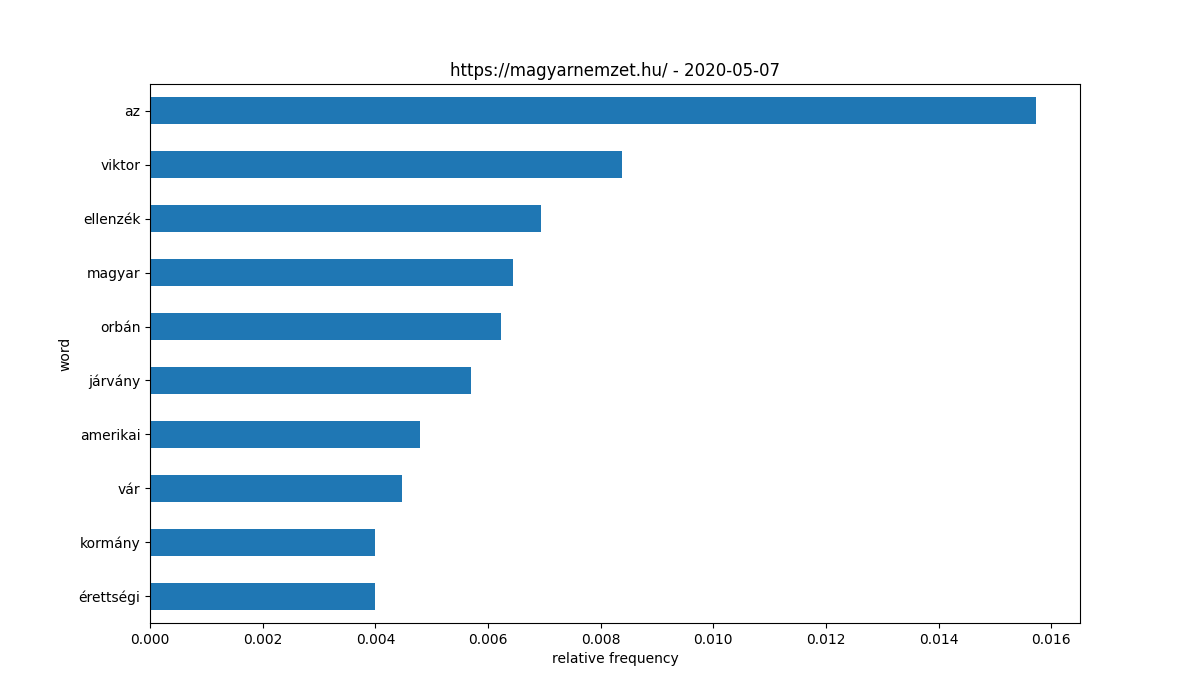 https://magyarnemzet.hu/ - 2020-05-07
az
viktor
ellenzék
magyar
orbán
járvány
amerikai
vár
kormány
érettségi
word
0.000 0.002 0.004 0.006 0.008 0.010 0.012 0.014 0.016
relative frequency